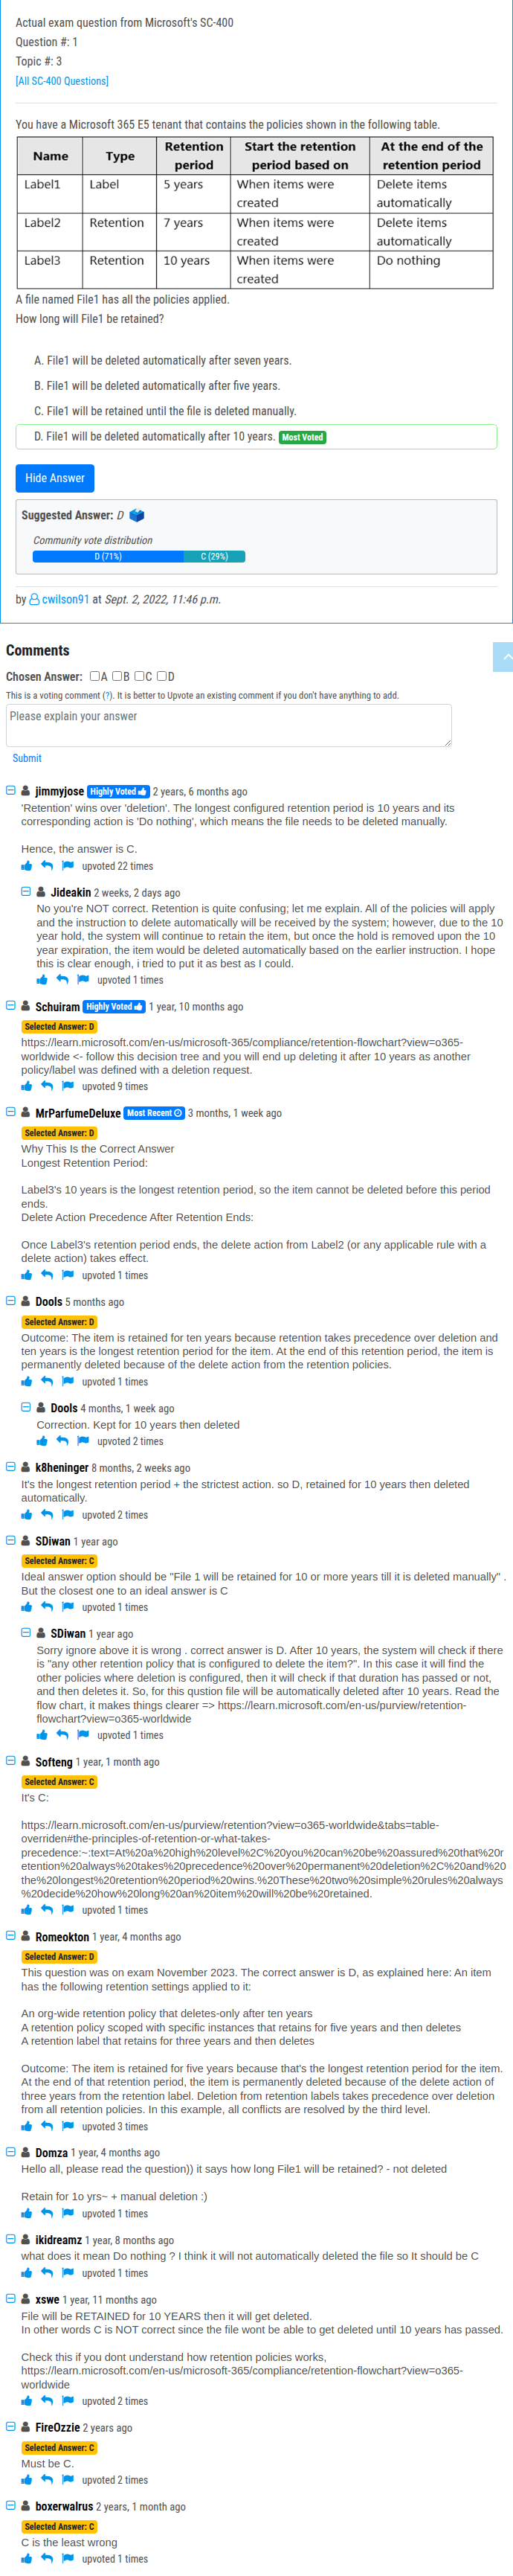 Actual exam question from Microsoft's SC-400
Question #: 1
Topic #: 3
[All SC-400 Questions]
You have a Microsoft 365 E5 tenant that contains the policies shown in the following table.
Name Type Retention period Start the retention period based on At the end of the retention period
Label1 Label 5 years When items were created Delete items automatically
Label2 Retention 7 years When items were created Delete items automatically
Label3 Retention 10 years When items were created Do nothing
A file named File1 has all the policies applied.
How long will File1 be retained?
A. File1 will be deleted automatically after seven years.
B. File1 will be deleted automatically after five years.
C. File1 will be retained until the file is deleted manually.
D. File1 will be deleted automatically after 10 years. Most Voted
Hide Answer
Suggested Answer: D
Community vote distribution
D (71%) C (29%)
by cwilson91 at Sept. 2, 2022, 11:46 p.m.
Comments
Chosen Answer: A B C D
This is a voting comment (?). It is better to Upvote an existing comment if you don't have anything to add.
Please explain your answer
Submit
jimmyjose Highly Voted 2 years, 6 months ago
'Retention' wins over 'deletion'. The longest configured retention period is 10 years and its
corresponding action is 'Do nothing', which means the file needs to be deleted manually.
Hence, the answer is C.
upvoted 22 times
Jideakin 2 weeks, 2 days ago
No you're NOT correct. Retention is quite confusing; let me explain. All of the policies will apply
and the instruction to delete automatically will be received by the system; however, due to the 10
year hold, the system will continue to retain the item, but once the hold is removed upon the 10
year expiration, the item would be deleted automatically based on the earlier instruction. I hope
this is clear enough, i tried to put it as best as I could.
upvoted 1 times
Schuiram Highly Voted 1 year, 10 months ago
Selected Answer: D
https://learn.microsoft.com/en-us/microsoft-365/compliance/retention-flowchart?view=o365-
worldwide <- follow this decision tree and you will end up deleting it after 10 years as another
policy/label was defined with a deletion request.
upvoted 9 times
MrParfumeDeluxe Most Recent 3 months, 1 week ago
Selected Answer: D
Why This Is the Correct Answer
Longest Retention Period:
Label3's 10 years is the longest retention period, so the item cannot be deleted before this period
ends.
Delete Action Precedence After Retention Ends:
Once Label3's retention period ends, the delete action from Label2 (or any applicable rule with a
delete action) takes effect.
upvoted 1 times
Dools 5 months ago
Selected Answer: D
Outcome: The item is retained for ten years because retention takes precedence over deletion and
ten years is the longest retention period for the item. At the end of this retention period, the item is
permanently deleted because of the delete action from the retention policies.
upvoted 1 times
Dools 4 months, 1 week ago
Correction. Kept for 10 years then deleted
upvoted 2 times
k8heninger 8 months, 2 weeks ago
It's the longest retention period + the strictest action. so D, retained for 10 years then deleted
automatically.
upvoted 2 times
SDiwan 1 year ago
Selected Answer: C
Ideal answer option should be "File 1 will be retained for 10 or more years till it is deleted manually" .
But the closest one to an ideal answer is C
upvoted 1 times
SDiwan 1 year ago
Sorry ignore above it is wrong . correct answer is D. After 10 years, the system will check if there
is "any other retention policy that is configured to delete the item?". In this case it will find the
other policies where deletion is configured, then it will check if that duration has passed or not,
and then deletes it. So, for this qustion file will be automatically deleted after 10 years. Read the
flow chart, it makes things clearer => https://learn.microsoft.com/en-us/purview/retention-
flowchart?view=o365-worldwide
upvoted 1 times
Softeng 1 year, 1 month ago
Selected Answer: C
It's C:
https://learn.microsoft.com/en-us/purview/retention?view=o365-worldwide&tabs=table-
overriden#the-principles-of-retention-or-what-takes-
precedence:~:text=At%20a%20high%20level%2C%20you%20can%20be%20assured%20that%20r
etention%20always%20takes%20precedence%20over%20permanent%20deletion%2C%20and%20
the%20longest%20retention%20period%20wins.%20These%20two%20simple%20rules%20always
%20decide%20how%20long%20an%20item%20will%20be%20retained.
upvoted 1 times
Romeokton 1 year, 4 months ago
Selected Answer: D
This question was on exam November 2023. The correct answer is D, as explained here: An item
has the following retention settings applied to it:
An org-wide retention policy that deletes-only after ten years
A retention policy scoped with specific instances that retains for five years and then deletes
A retention label that retains for three years and then deletes
Outcome: The item is retained for five years because that's the longest retention period for the item.
At the end of that retention period, the item is permanently deleted because of the delete action of
three years from the retention label. Deletion from retention labels takes precedence over deletion
from all retention policies. In this example, all conflicts are resolved by the third level.
upvoted 3 times
Domza 1 year, 4 months ago
Hello all, please read the question)) it says how long File1 will be retained? - not deleted
Retain for 1o yrs~ + manual deletion :)
upvoted 1 times
ikidreamz 1 year, 8 months ago
what does it mean Do nothing ? I think it will not automatically deleted the file so It should be C
upvoted 1 times
xswe 1 year, 11 months ago
File will be RETAINED for 10 YEARS then it will get deleted.
In other words C is NOT correct since the file wont be able to get deleted until 10 years has passed.
Check this if you dont understand how retention policies works,
https://learn.microsoft.com/en-us/microsoft-365/compliance/retention-flowchart?view=o365-
worldwide
upvoted 2 times
FireOzzie 2 years ago
Selected Answer: C
Must be C.
upvoted 2 times
boxerwalrus 2 years, 1 month ago
Selected Answer: C
C is the least wrong
upvoted 1 times